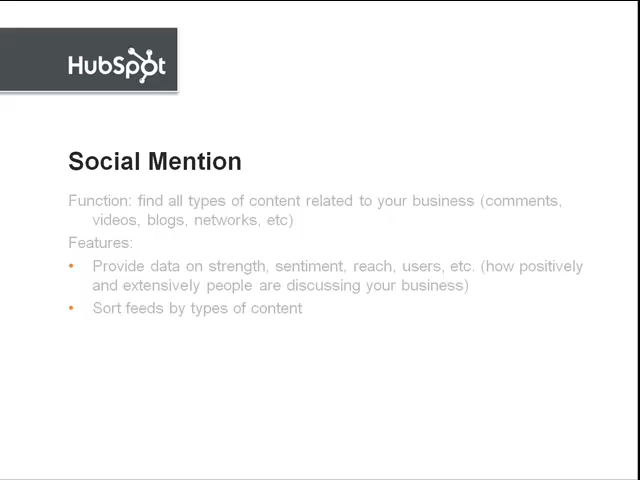 HubSpot
Social Mention
Function: find all types of content related to your business (comments,
videos, blogs, networks, etc)
Features:
• Provide data on strength, sentiment, reach, users, etc. (how positively
and extensively people are discussing your business)
• Sort feeds by types of content